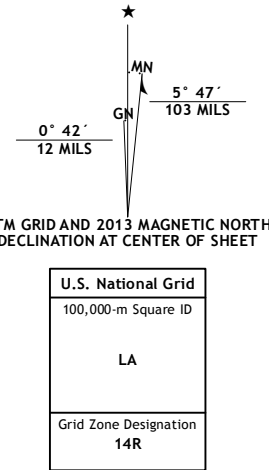 ★
MN
GN
5° 47´
103 MILS
0° 42´
12 MILS
TM GRID AND 2013 MAGNETIC NORTH
DECLINATION AT CENTER OF SHEET
U.S. National Grid
100,000-m Square ID
LA
Grid Zone Designation
14R